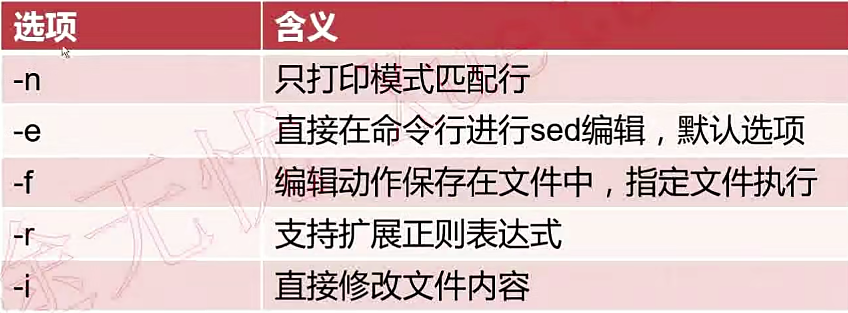 选项 含义
-n 只打印模式匹配行
-e 直接在命令行进行sed编辑，默认选项
-f 编辑动作保存在文件中，指定文件执行
-r 支持扩展正则表达式
-i 直接修改文件内容